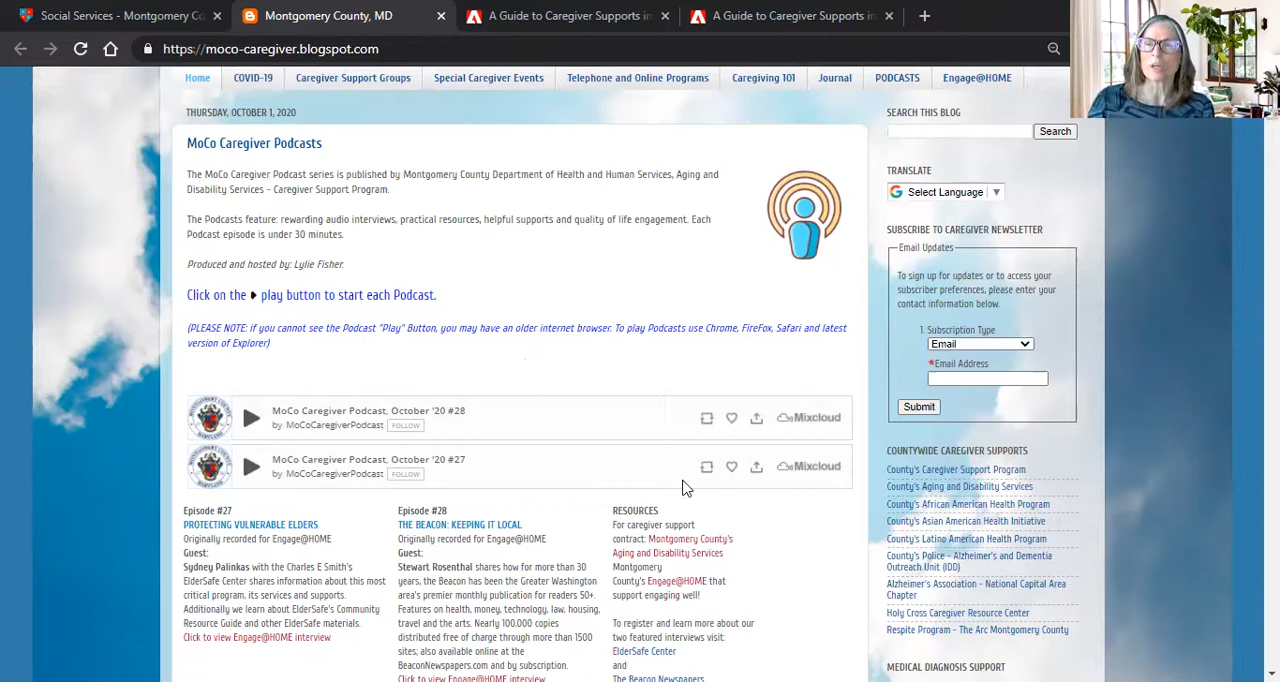 Social Services - Montgomery Co
Montgomery County, MD
A Guide to Caregiver Supports in
A Guide to Caregiver Supports in
https://moco-caregiver.blogspot.com
Home
COVID-19
Caregiver Support Groups
Special Caregiver Events
Telephone and Online Programs
Caregiving 101
Journal
PODCASTS
Engage@HOME
THURSDAY, OCTOBER 1, 2020
MoCo Caregiver Podcasts
The MoCo Caregiver Podcast series is published by Montgomery County Department of Health and Human Services, Aging and
Disability Services - Caregiver Support Program.
The Podcasts feature: rewarding audio interviews, practical resources, helpful supports and quality of life engagement. Each
Podcast episode is under 30 minutes.
Produced and hosted by: Lylie Fisher.
Click on the play button to start each Podcast.
(PLEASE NOTE: if you cannot see the Podcast "Play" Button, you may have an older internet browser. To play Podcasts use Chrome, FireFox, Safari and latest
version of Explorer)
MoCo Caregiver Podcast, October '20 #28
by MoCoCaregiverPodcast FOLLOW
Mixcloud
MoCo Caregiver Podcast, October '20 #27
by MoCoCaregiverPodcast FOLLOW
Mixcloud
Episode #27
PROTECTING VULNERABLE ELDERS
Originally recorded for Engage@HOME
Guest:
Sydney Palinkas with the Charles E Smith's
ElderSafe Center shares information about this most
critical program, its services and supports.
Additionally we learn about ElderSafe's Community
Resource Guide and other ElderSafe materials.
Click to view Engage@HOME interview
Episode #28
THE BEACON: KEEPING IT LOCAL
Originally recorded for Engage@HOME
Guest:
Stewart Rosenthal shares how for more than 30
years, the Beacon has been the Greater Washington
area's premier monthly publication for readers 50+.
Features on health, money, technology, law, housing,
travel and the arts. Nearly 100,000 copies
distributed free of charge through more than 1500
sites; also available online at the
BeaconNewspapers.com and by subscription.
Click to view Engage@HOME interview
RESOURCES
For caregiver support
contract: Montgomery County's
Aging and Disability Services
Montgomery
County's Engage@HOME that
support engaging well!
To register and learn more about our
two featured interviews visit:
ElderSafe Center
and
The Beacon Newspapers
SEARCH THIS BLOG
Search
TRANSLATE
Select Language
SUBSCRIBE TO CAREGIVER NEWSLETTER
Email Updates
To sign up for updates or to access your
subscriber preferences, please enter your
contact information below.
1. Subscription Type
Email
*Email Address
Submit
COUNTYWIDE CAREGIVER SUPPORTS
County's Caregiver Support Program
County's Aging and Disability Services
County's African American Health Program
County's Asian American Health Initiative
County's Latino American Health Program
County's Police - Alzheimer's and Dementia
Outreach Unit (IDD)
Alzheimer's Association - National Capital Area
Chapter
Holy Cross Caregiver Resource Center
Respite Program - The Arc Montgomery County
MEDICAL DIAGNOSIS SUPPORT